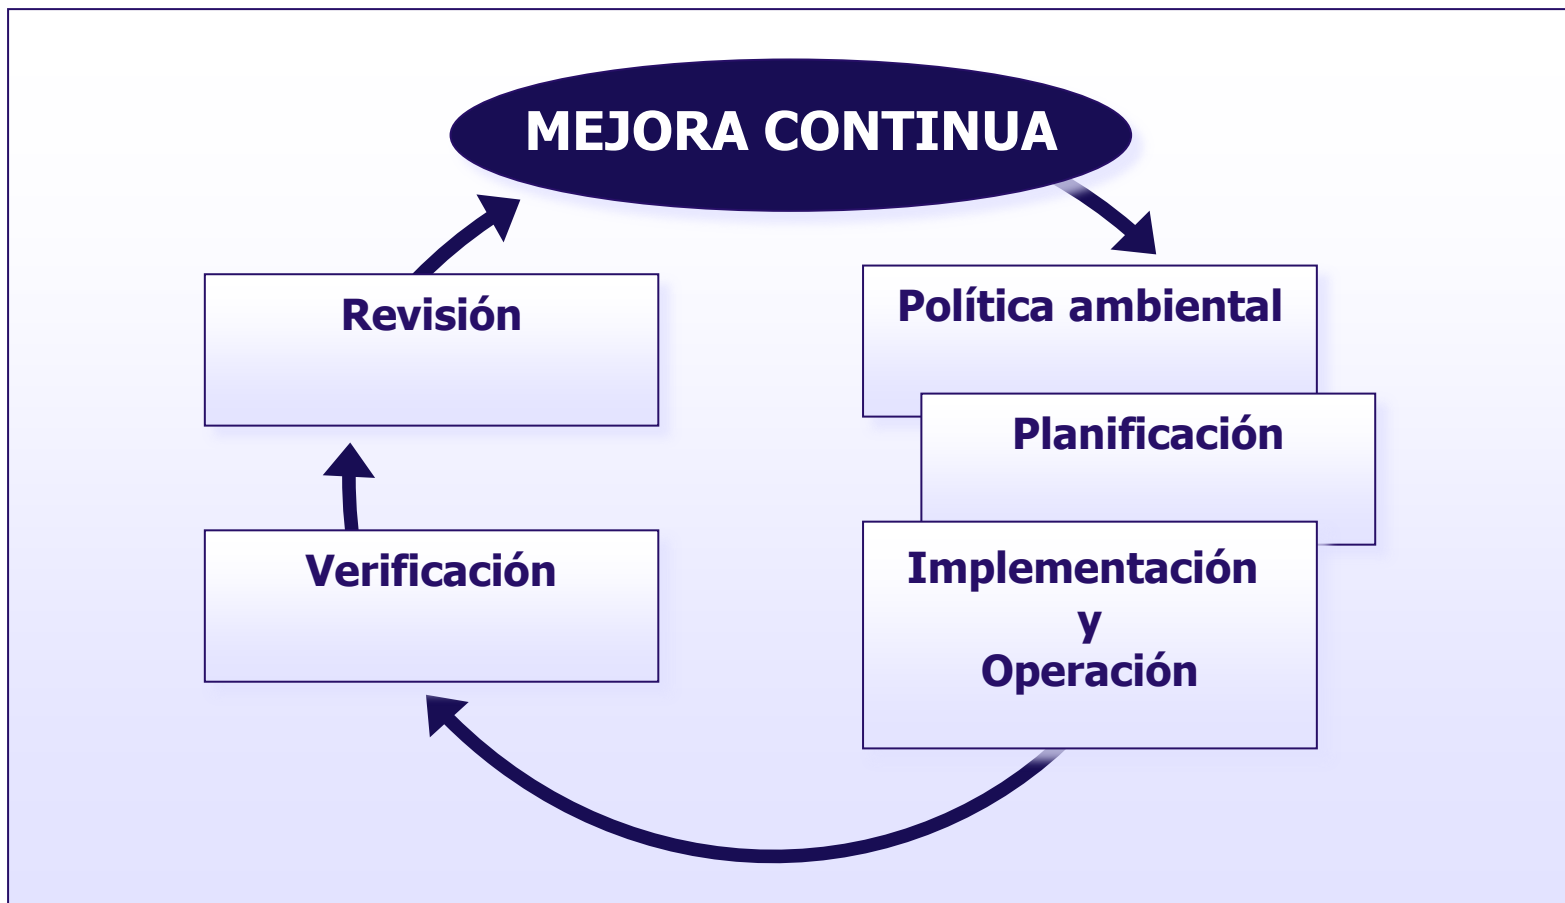 MEJORA CONTINUA
Política ambiental
Planificación
Implementación
y
Operación
Verificación
Revisión